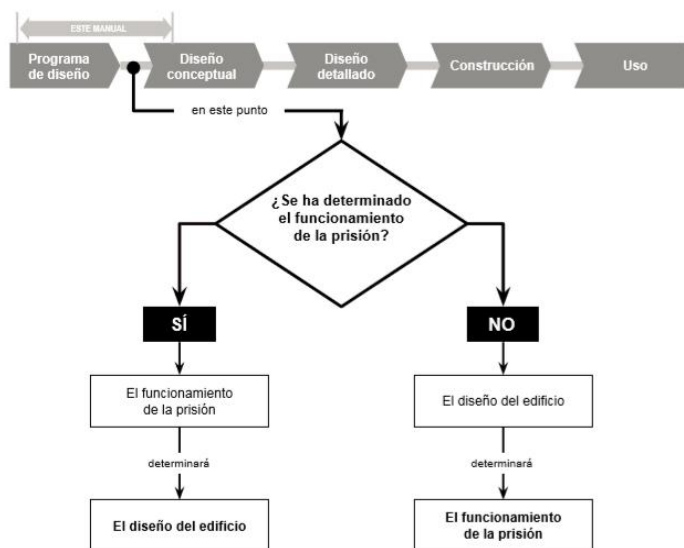 ESTE MANUAL
Programa
de diseño
Diseño
conceptual
Diseño
detallado
Construcción
Uso
en este punto
¿Se ha determinado
el funcionamiento
de la prisión?
SÍ
NO
El funcionamiento
de la prisión
El diseño del edificio
determinará
determinará
El diseño del edificio
El funcionamiento
de la prisión